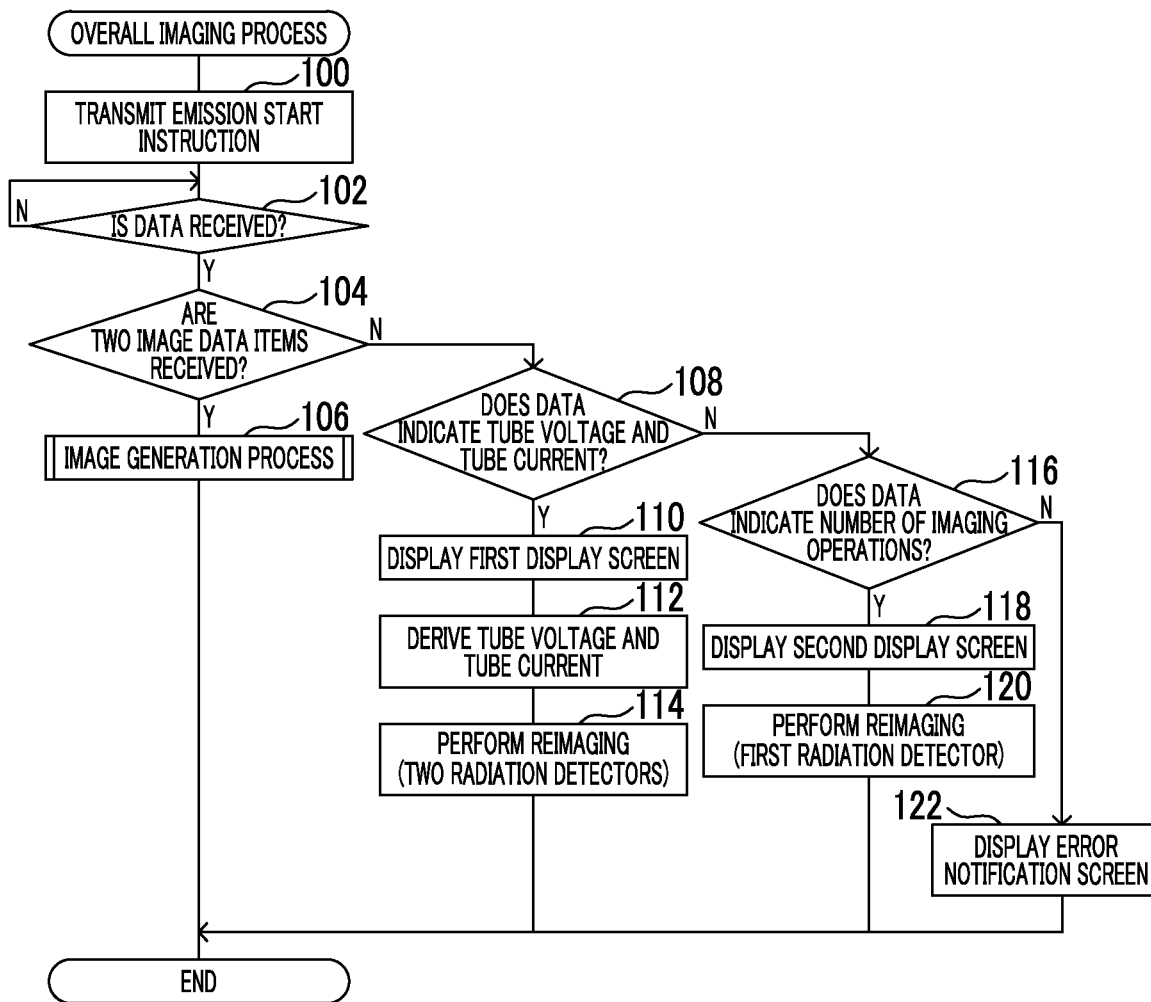 OVERALL IMAGING PROCESS
100
TRANSMIT EMISSION START
INSTRUCTION
102
N
IS DATA RECEIVED?
Y
104
ARE
TWO IMAGE DATA ITEMS
RECEIVED?
N
Y
106
IMAGE GENERATION PROCESS
108
DOES DATA
INDICATE TUBE VOLTAGE AND
TUBE CURRENT?
N
Y
110
DISPLAY FIRST DISPLAY SCREEN
112
DERIVE TUBE VOLTAGE AND
TUBE CURRENT
114
PERFORM REIMAGING
(TWO RADIATION DETECTORS)
116
DOES DATA
INDICATE NUMBER OF IMAGING
OPERATIONS?
N
Y
118
DISPLAY SECOND DISPLAY SCREEN
120
PERFORM REIMAGING
(FIRST RADIATION DETECTOR)
122
DISPLAY ERROR
NOTIFICATION SCREEN
END